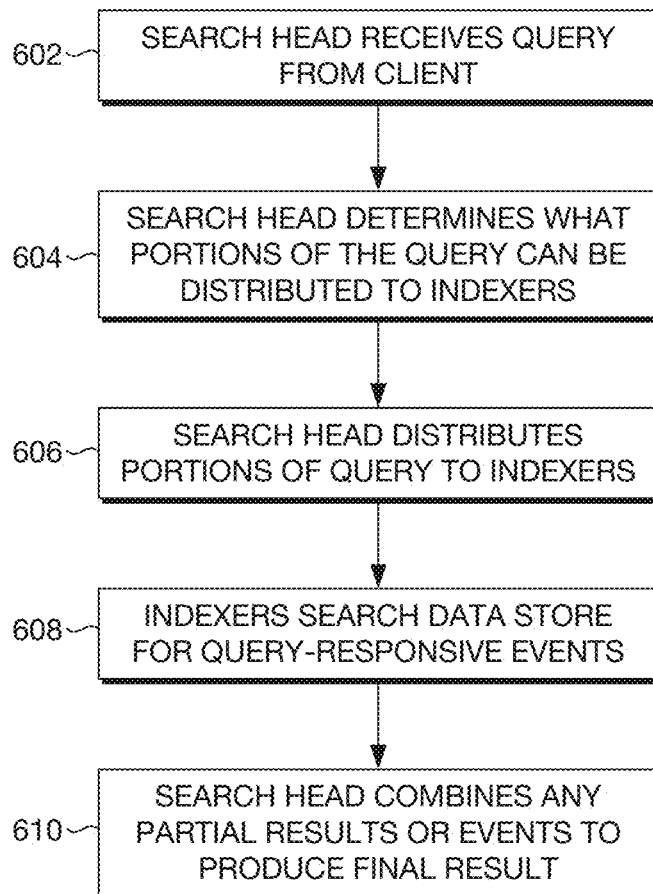 602
SEARCH HEAD RECEIVES QUERY
FROM CLIENT
604
SEARCH HEAD DETERMINES WHAT
PORTIONS OF THE QUERY CAN BE
DISTRIBUTED TO INDEXERS
606
SEARCH HEAD DISTRIBUTES
PORTIONS OF QUERY TO INDEXERS
608
INDEXERS SEARCH DATA STORE
FOR QUERY-RESPONSIVE EVENTS
610
SEARCH HEAD COMBINES ANY
PARTIAL RESULTS OR EVENTS TO
PRODUCE FINAL RESULT